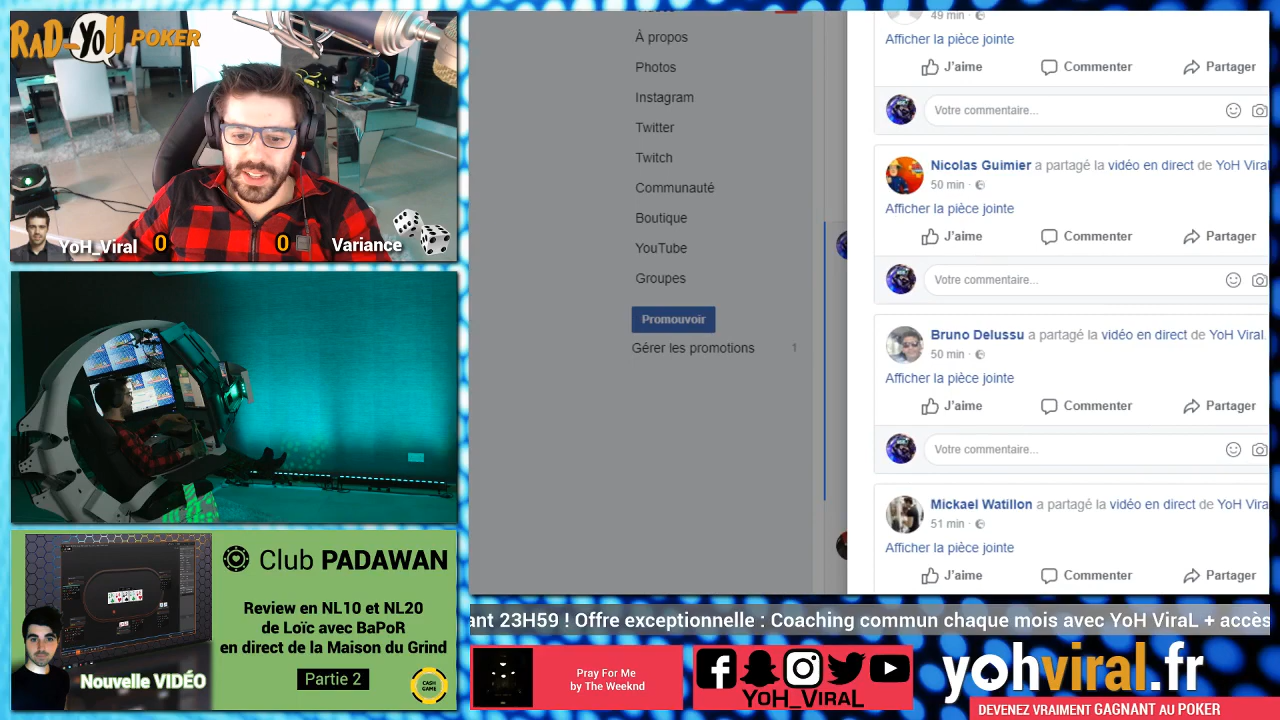 RAD-YOH POKER
YoH_Viral 0
0 Variance
Club PADAWAN
Review en NL10 et NL20
de Loïc avec BaPoR
en direct de la Maison du Grind
Partie 2
Nouvelle VIDÉO
CASH
GAME
À propos
Photos
Instagram
Twitter
Twitch
Communauté
Boutique
YouTube
Groupes
Promouvoir
Gérer les promotions 1
49 min
Afficher la pièce jointe
J'aime Commenter Partager
Votre commentaire...
Nicolas Guimier a partagé la vidéo en direct de YoH Viral
50 min
Afficher la pièce jointe
J'aime Commenter Partager
Votre commentaire...
Bruno Delussu a partagé la vidéo en direct de YoH Viral.
50 min
Afficher la pièce jointe
J'aime Commenter Partager
Votre commentaire...
Mickael Watillon a partagé la vidéo en direct de YoH Vira
51 min
Afficher la pièce jointe
J'aime Commenter Partager
ant 23H59 ! Offre exceptionnelle : Coaching commun chaque mois avec YoH ViraL + accès
Pray For Me
by The Weeknd
YoH_ViraL
yohviral.fr
DEVENEZ VRAIMENT GAGNANT AU POKER